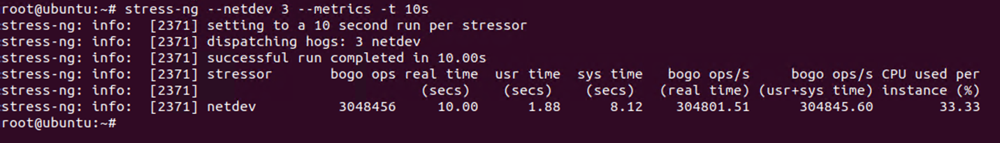 root@ubuntu:~# stress-ng --netdev 3 --metrics -t 10s
stress-ng: info:  [2371] setting to a 10 second run per stressor
stress-ng: info:  [2371] dispatching hogs: 3 netdev
stress-ng: info:  [2371] successful run completed in 10.00s
stress-ng: info:  [2371] stressor       bogo ops real time  usr time  sys time   bogo ops/s     bogo ops/s CPU used per
stress-ng: info:  [2371]                           (secs)    (secs)    (secs)   (real time) (usr+sys time) instance (%)
stress-ng: info:  [2371] netdev          3048456     10.00      1.88      8.12    304801.51      304845.60        33.33
root@ubuntu:~#